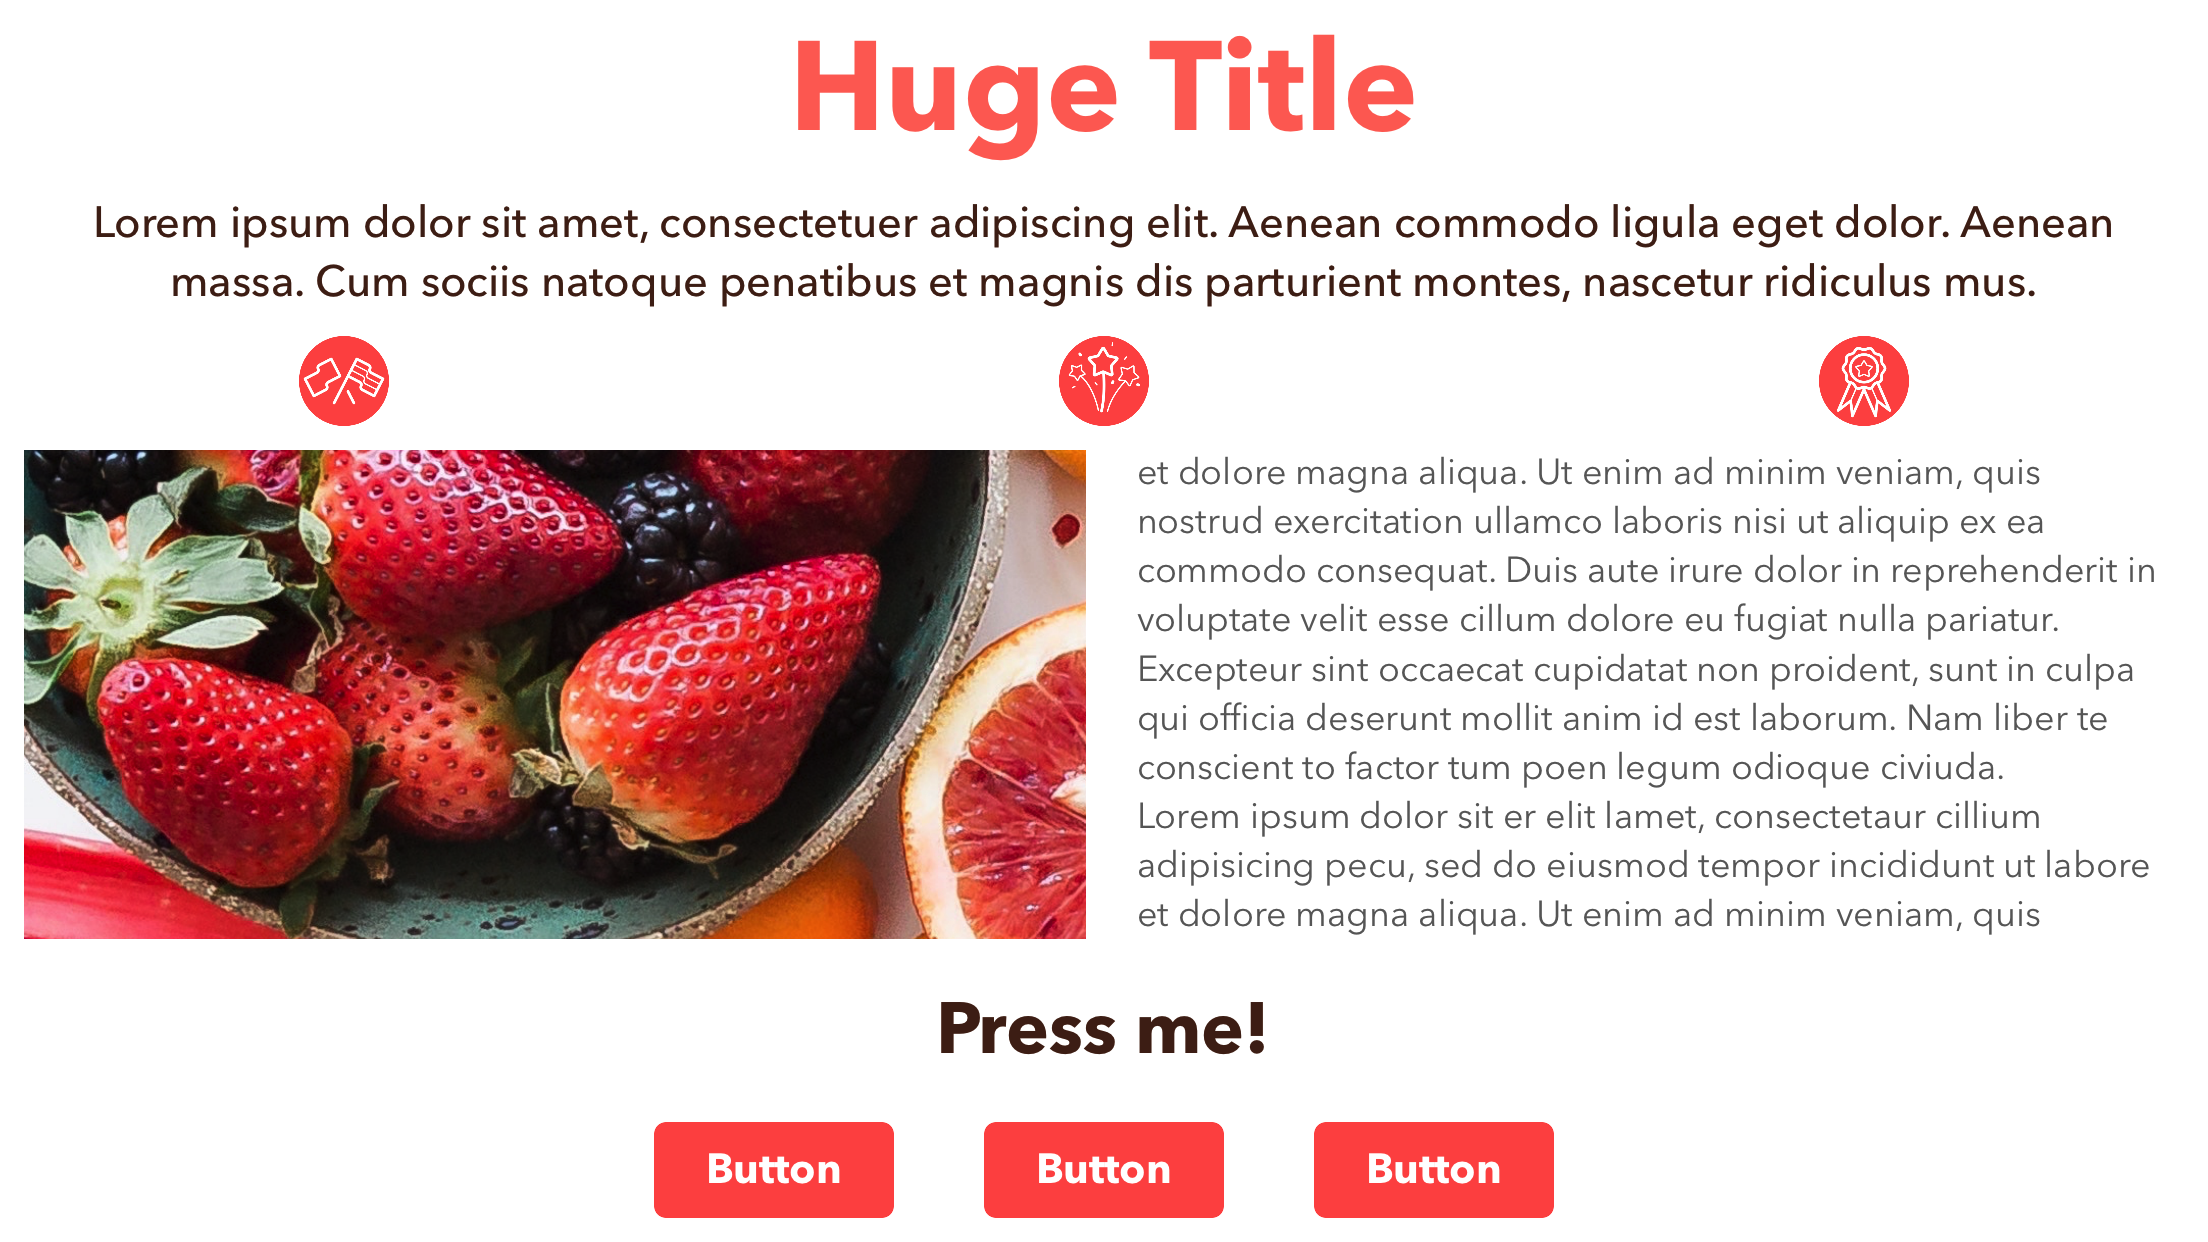 Huge Title
Lorem ipsum dolor sit amet, consectetuer adipiscing elit. Aenean commodo ligula eget dolor. Aenean
massa. Cum sociis natoque penatibus et magnis dis parturient montes, nascetur ridiculus mus.
et dolore magna aliqua. Ut enim ad minim veniam, quis
nostrud exercitation ullamco laboris nisi ut aliquip ex ea
commodo consequat. Duis aute irure dolor in reprehenderit in
voluptate velit esse cillum dolore eu fugiat nulla pariatur.
Excepteur sint occaecat cupidatat non proident, sunt in culpa
qui officia deserunt mollit anim id est laborum. Nam liber te
conscient to factor tum poen legum odioque civiuda.
Lorem ipsum dolor sit er elit lamet, consectetaur cillium
adipisicing pecu, sed do eiusmod tempor incididunt ut labore
et dolore magna aliqua. Ut enim ad minim veniam, quis
Press me!
Button
Button
Button